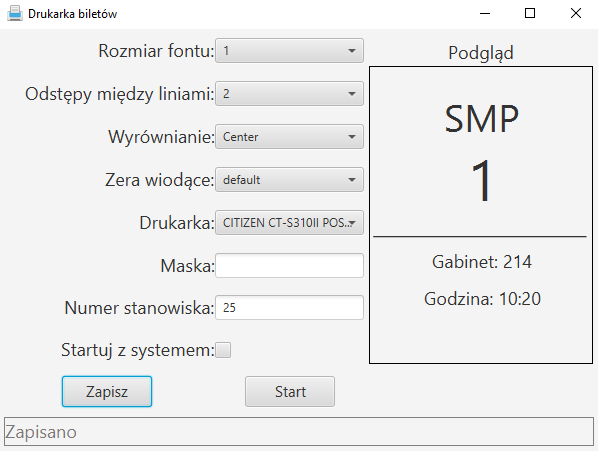 Drukarka biletów
Rozmiar fontu: 1
Odstępy między liniami: 2
Wyrównanie: Center
Zera wiodące: default
Drukarka: CITIZEN CT-S310II POS...
Maska:
Numer stanowiska: 25
Startuj z systemem:
Zapisz Start
Podgląd
SMP
1
Gabinet: 214
Godzina: 10:20
Zapisano